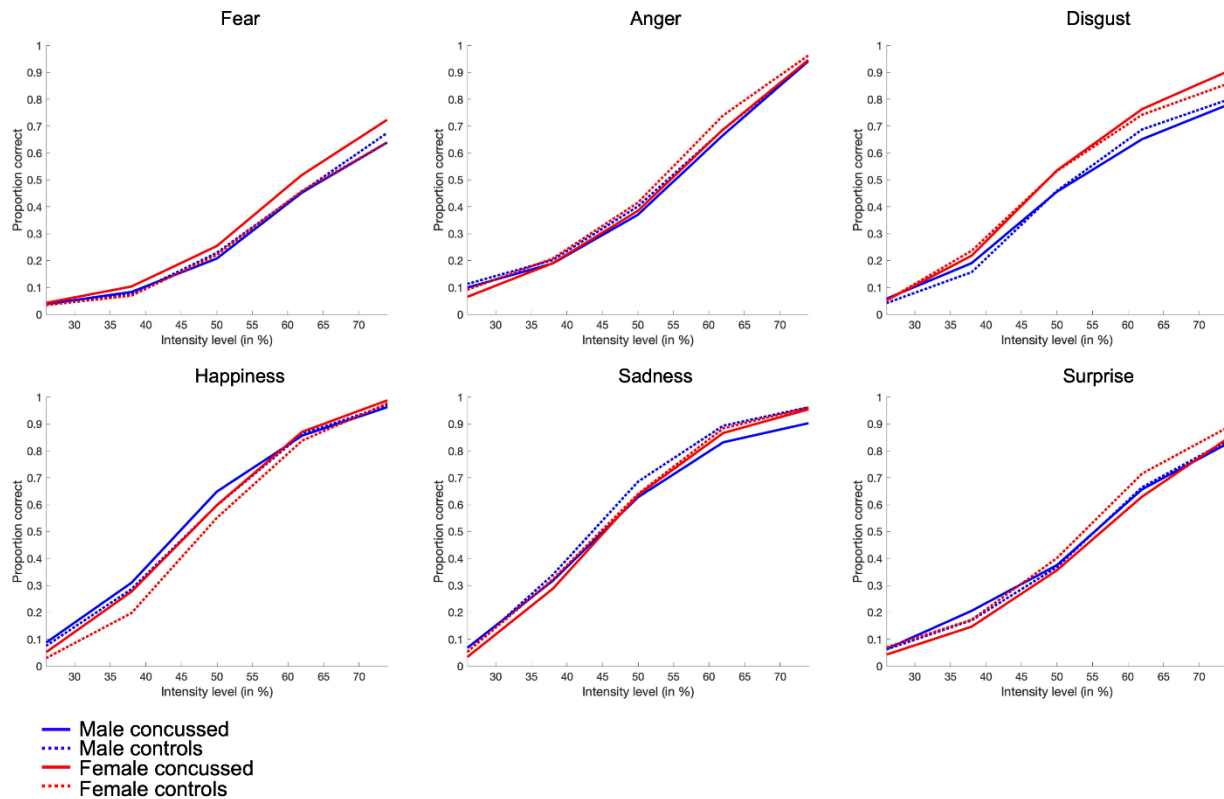 Fear
Anger
Disgust
1
0.9
0.8
0.7
0.6
0.5
0.4
0.3
0.2
0.1
0
Proportion correct
30 35 40 45 50 55 60 65 70
Intensity level (in %)
1
0.9
0.8
0.7
0.6
0.5
0.4
0.3
0.2
0.1
0
Proportion correct
30 35 40 45 50 55 60 65 70
Intensity level (in %)
1
0.9
0.8
0.7
0.6
0.5
0.4
0.3
0.2
0.1
0
Proportion correct
30 35 40 45 50 55 60 65 70
Intensity level (in %)
Happiness
Sadness
Surprise
1
0.9
0.8
0.7
0.6
0.5
0.4
0.3
0.2
0.1
0
Proportion correct
30 35 40 45 50 55 60 65 70
Intensity level (in %)
1
0.9
0.8
0.7
0.6
0.5
0.4
0.3
0.2
0.1
0
Proportion correct
30 35 40 45 50 55 60 65 70
Intensity level (in %)
1
0.9
0.8
0.7
0.6
0.5
0.4
0.3
0.2
0.1
0
Proportion correct
30 35 40 45 50 55 60 65 70
Intensity level (in %)
Male concussed
Male controls
Female concussed
Female controls